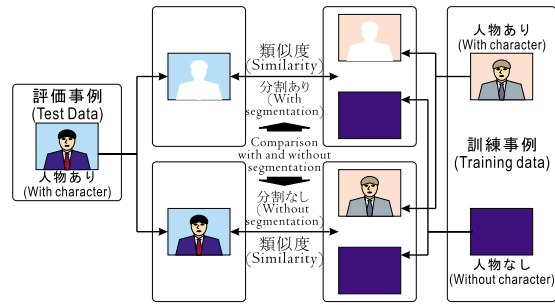 評価事例
(Test Data)
人物あり
(With character)
類似度
(Similarity)
分割あり
(With
segmentation)
Comparison
with and without
segmentation
分割なし
(Without
segmentation)
類似度
(Similarity)
人物あり
(With character)
訓練事例
(Training data)
人物なし
(Without character)